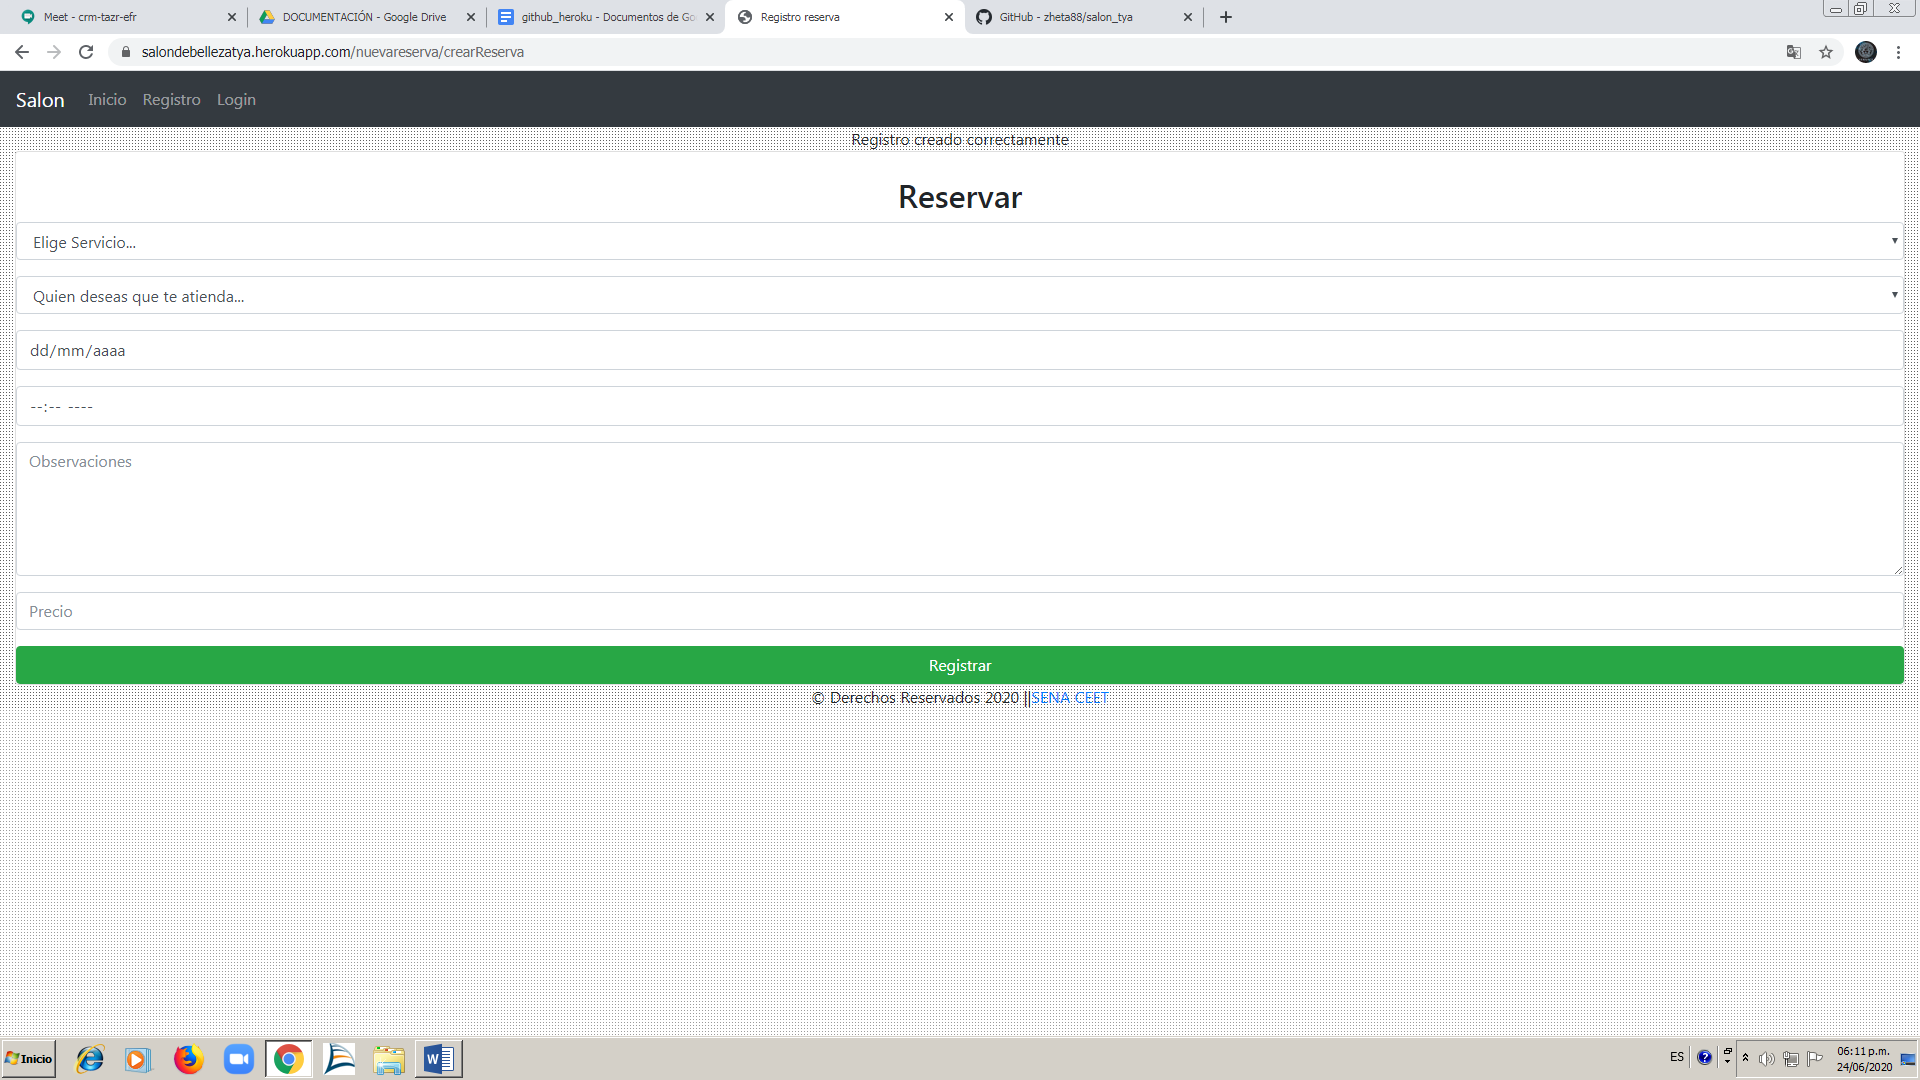 Meet - crm-tazr-efr
DOCUMENTACIÓN - Google Drive
github_heroku - Documentos de Go
Registro reserva
GitHub - zheta88/salon_tya
salondebellezatya.herokuapp.com/nuevareserva/crearReserva
Salon Inicio Registro Login
Registro creado correctamente
Reservar
Elige Servicio...
Quien deseas que te atienda...
dd/mm/aaaa
--:-- ----
Observaciones
Precio
Registrar
© Derechos Reservados 2020 ||SENA CEET
Inicio
ES
06:11 p.m.
24/06/2020